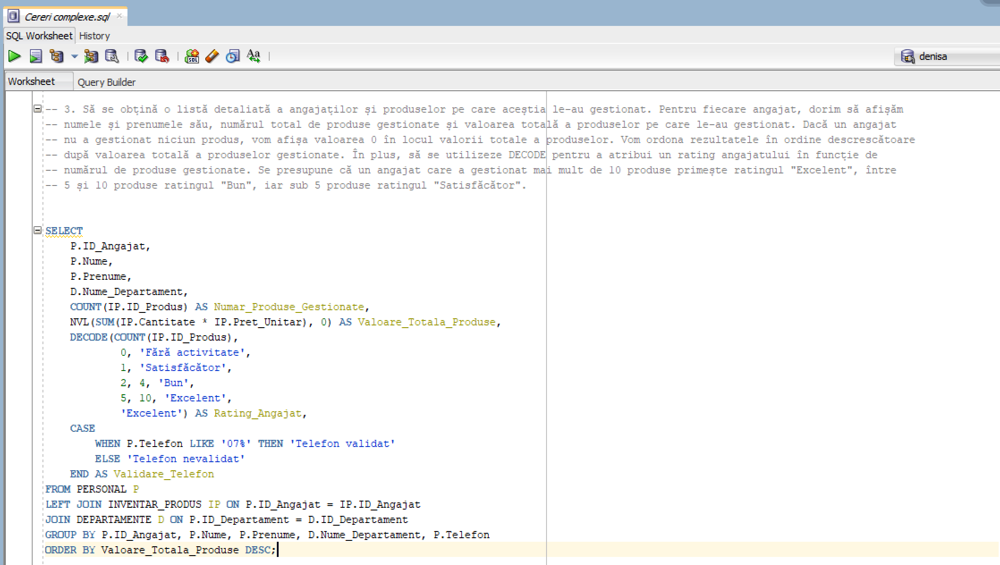 Cereri complexe.sql
SQL Worksheet History
SQL
Aa
denisa
Worksheet Query Builder
-- 3. Să se obțină o listă detaliată a angajaților și produselor pe care aceștia le-au gestionat. Pentru fiecare angajat, dorim să afișăm
-- numele și prenumele său, numărul total de produse gestionate și valoarea totală a produselor pe care le-au gestionat. Dacă un angajat
-- nu a gestionat niciun produs, vom afișa valoarea 0 în locul valorii totale a produselor. Vom ordona rezultatele în ordine descrescătoare
-- după valoarea totală a produselor gestionate. În plus, să se utilizeze DECODE pentru a atribui un rating angajatului în funcție de
-- numărul de produse gestionate. Se presupune că un angajat care a gestionat mai mult de 10 produse primește ratingul "Excelent", între
-- 5 și 10 produse ratingul "Bun", iar sub 5 produse ratingul "Satisfăcător".
SELECT
P.ID_Angajat,
P.Nume,
P.Prenume,
D.Nume_Departament,
COUNT(IP.ID_Produs) AS Numar_Produse_Gestionate,
NVL(SUM(IP.Cantitate * IP.Pret_Unitar), 0) AS Valoare_Totala_Produse,
DECODE(COUNT(IP.ID_Produs),
0, 'Fără activitate',
1, 'Satisfăcător',
2, 4, 'Bun',
5, 10, 'Excelent',
'Excelent') AS Rating_Angajat,
CASE
WHEN P.Telefon LIKE '07%' THEN 'Telefon validat'
ELSE 'Telefon nevalidat'
END AS Validare_Telefon
FROM PERSONAL P
LEFT JOIN INVENTAR_PRODUS IP ON P.ID_Angajat = IP.ID_Angajat
JOIN DEPARTAMENTE D ON P.ID_Departament = D.ID_Departament
GROUP BY P.ID_Angajat, P.Nume, P.Prenume, D.Nume_Departament, P.Telefon
ORDER BY Valoare_Totala_Produse DESC;